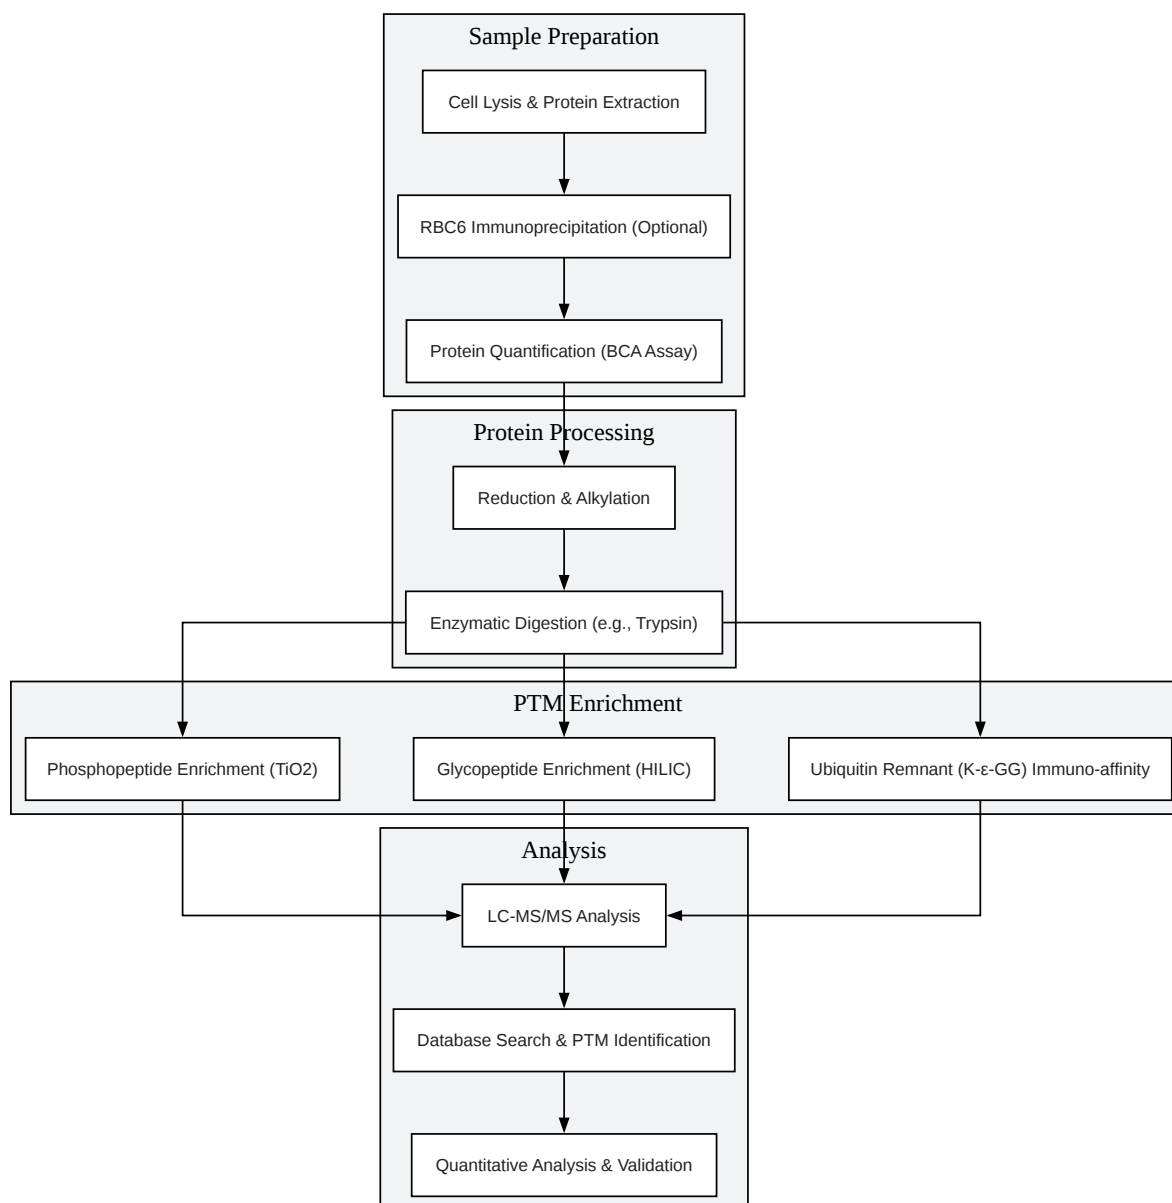 Sample Preparation
Cell Lysis & Protein Extraction
RBC6 Immunoprecipitation (Optional)
Protein Quantification (BCA Assay)
Protein Processing
Reduction & Alkylation
Enzymatic Digestion (e.g., Trypsin)
PTM Enrichment
Phosphopeptide Enrichment (TiO2)
Glycopeptide Enrichment (HILIC)
Ubiquitin Remnant (K-ε-GG) Immuno-affinity
Analysis
LC-MS/MS Analysis
Database Search & PTM Identification
Quantitative Analysis & Validation